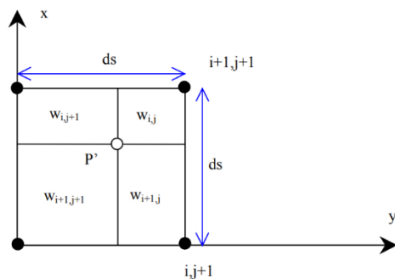 x
ds
i+1,j+1
w_{i,j+1}
w_{i,j}
P'
ds
w_{i+1,j+1}
w_{i+1,j}
y
i,j+1